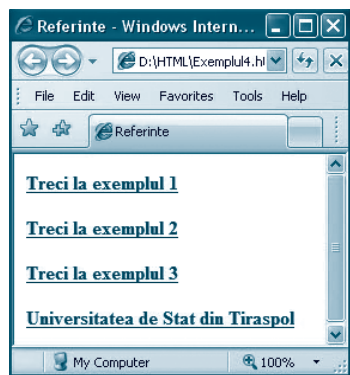 Referinte - Windows Intern...
D:\HTML\Exemplul4.h
File Edit View Favorites Tools Help
Referinte
Treci la exemplul 1
Treci la exemplul 2
Treci la exemplul 3
Universitatea de Stat din Tiraspol
My Computer 100%